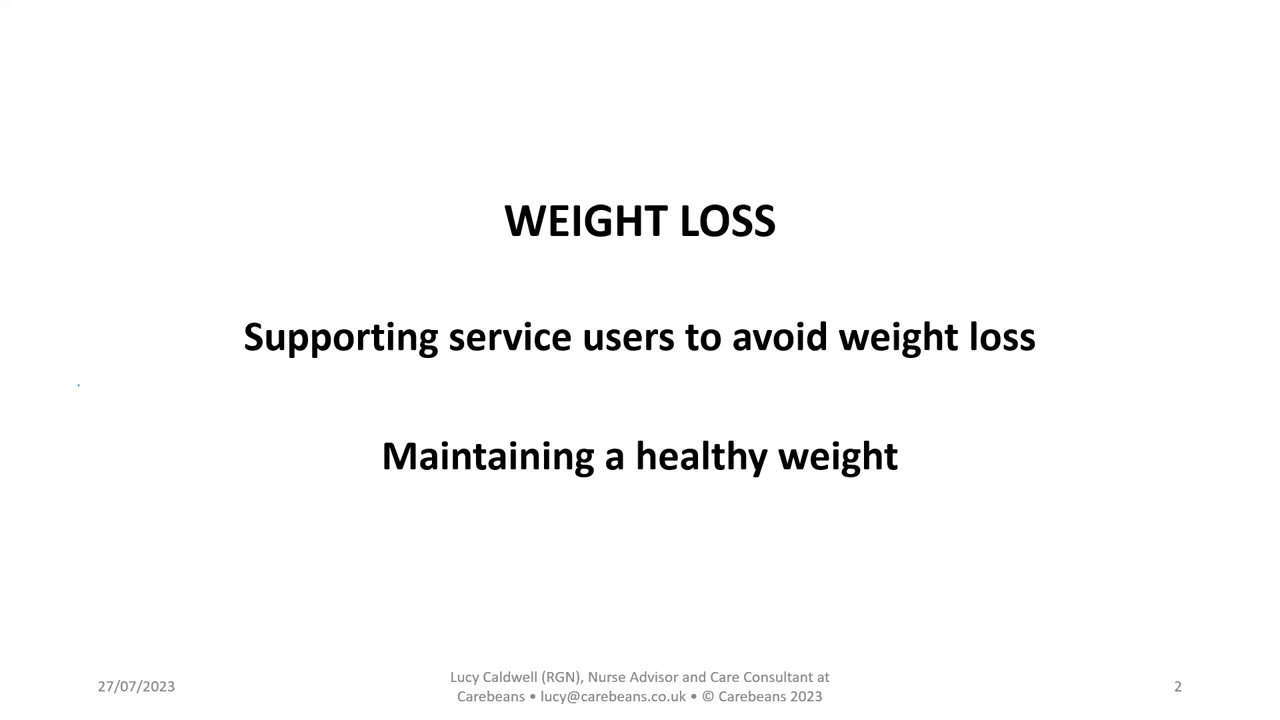 WEIGHT LOSS
Supporting service users to avoid weight loss
Maintaining a healthy weight
27/07/2023
Lucy Caldwell (RGN), Nurse Advisor and Care Consultant at
Carebeans • lucy@carebeans.co.uk • © Carebeans 2023
2